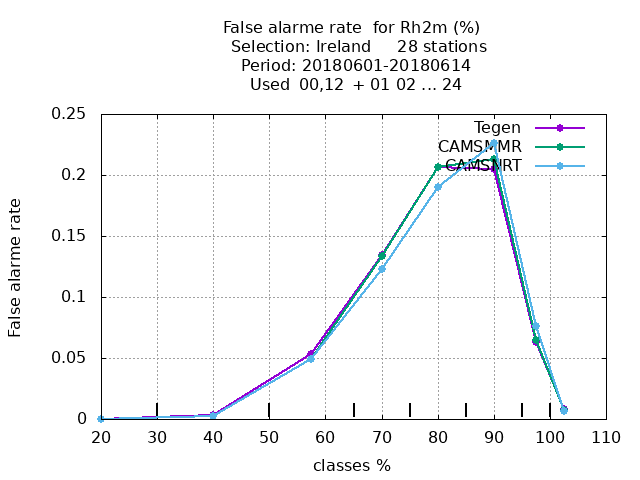 False alarme rate  for Rh2m (%)
Selection: Ireland     28 stations
Period: 20180601-20180614
Used  00,12  + 01 02 ... 24
0.25
0.2
0.15
0.1
0.05
0
False alarme rate
Tegen
CAMSAMR
CAMSNRT
20 30 40 50 60 70 80 90 100 110
classes %